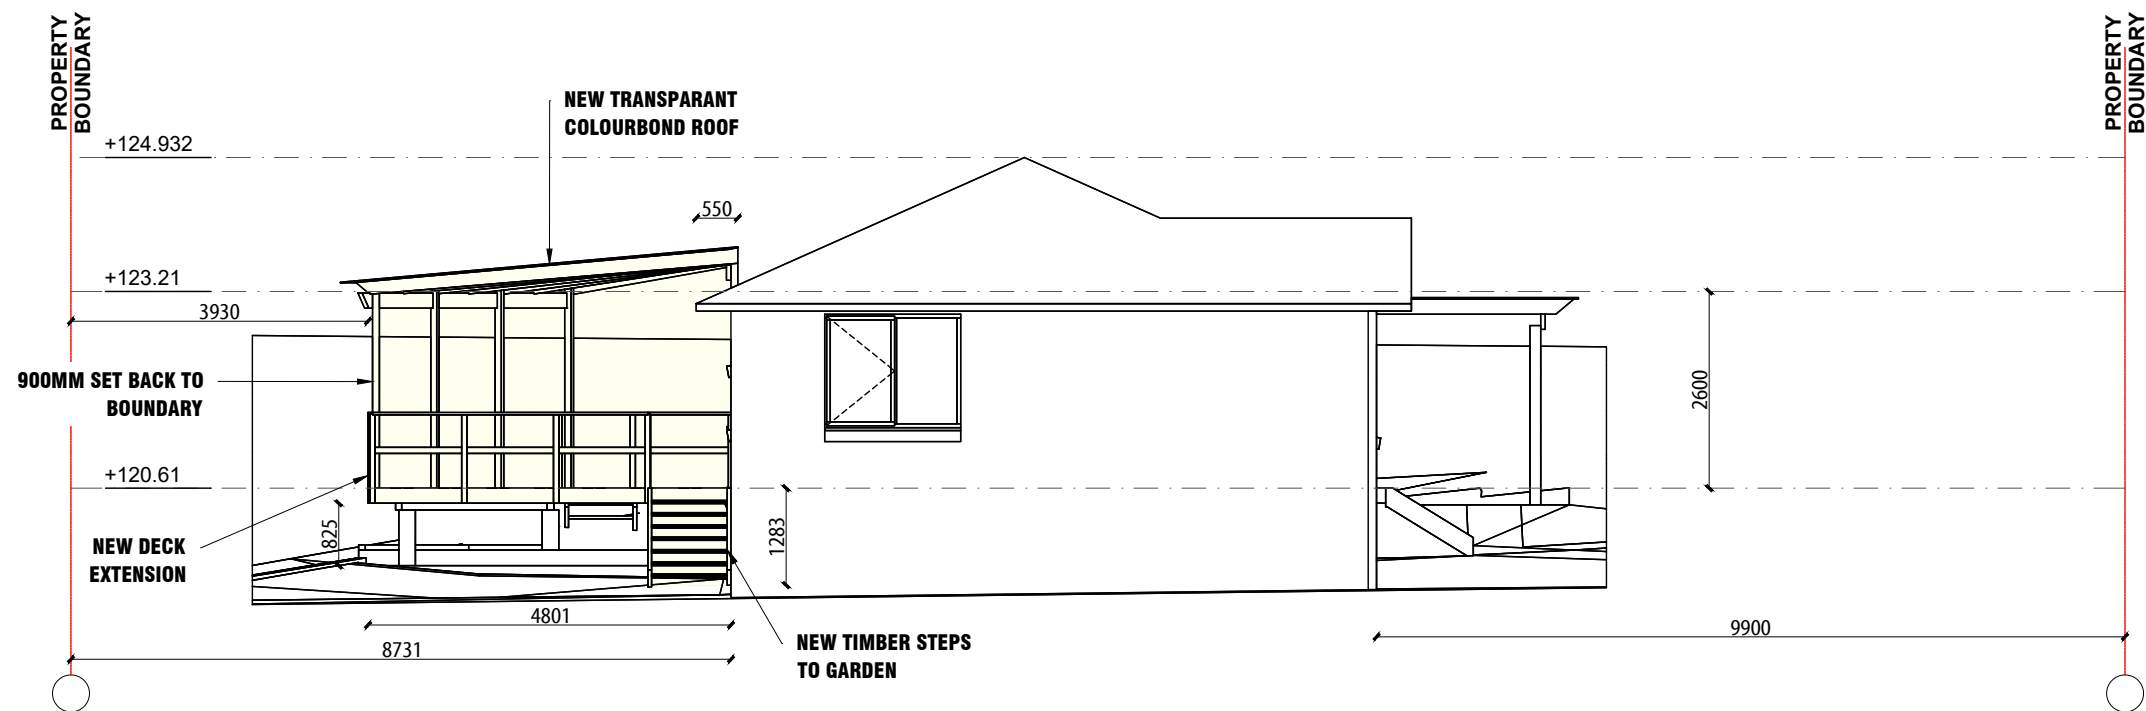 PROPERTY
BOUNDARY
PROPERTY
BOUNDARY
NEW TRANSPARANT
COLOURBOND ROOF
+124.932
550
+123.21
3930
900MM SET BACK TO
BOUNDARY
2600
+120.61
825
1283
NEW DECK
EXTENSION
4801
9900
NEW TIMBER STEPS
TO GARDEN
8731